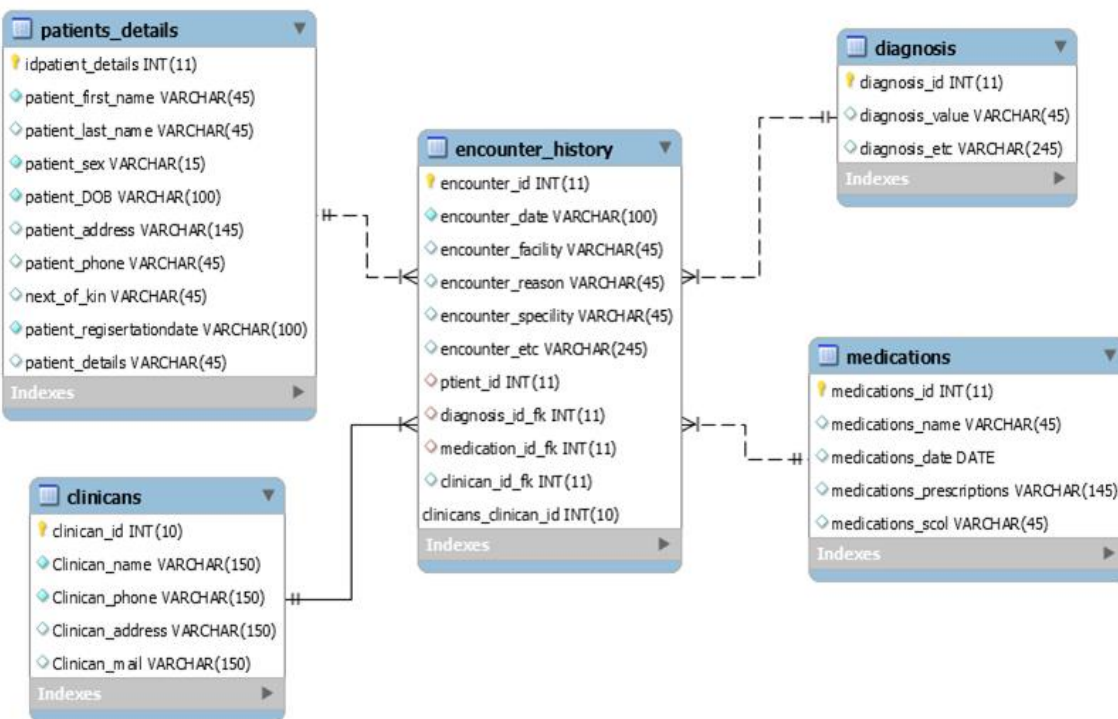 patients_details
idpatient_details INT(11)
patient_first_name VARCHAR(45)
patient_last_name VARCHAR(45)
patient_sex VARCHAR(15)
patient_DOB VARCHAR(100)
patient_address VARCHAR(145)
patient_phone VARCHAR(45)
next_of_kin VARCHAR(45)
patient_regisertationdate VARCHAR(100)
patient_details VARCHAR(45)
Indexes
clinicans
clinican_id INT(10)
Clinican_name VARCHAR(150)
Clinican_phone VARCHAR(150)
Clinican_address VARCHAR(150)
Clinican_mail VARCHAR(150)
Indexes
encounter_history
encounter_id INT(11)
encounter_date VARCHAR(100)
encounter_facility VARCHAR(45)
encounter_reason VARCHAR(45)
encounter_specility VARCHAR(45)
encounter_etc VARCHAR(245)
ptient_id INT(11)
diagnosis_id_fk INT(11)
medication_id_fk INT(11)
clinican_id_fk INT(11)
clinicans_clinican_id INT(10)
Indexes
diagnosis
diagnosis_id INT(11)
diagnosis_value VARCHAR(45)
diagnosis_etc VARCHAR(245)
Indexes
medications
medications_id INT(11)
medications_name VARCHAR(45)
medications_date DATE
medications_prescriptions VARCHAR(145)
medications_scol VARCHAR(45)
Indexes